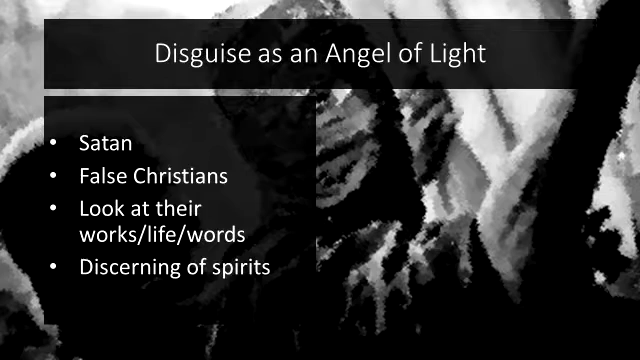 Disguise as an Angel of Light
• Satan
• False Christians
• Look at their
works/life/words
• Discerning of spirits